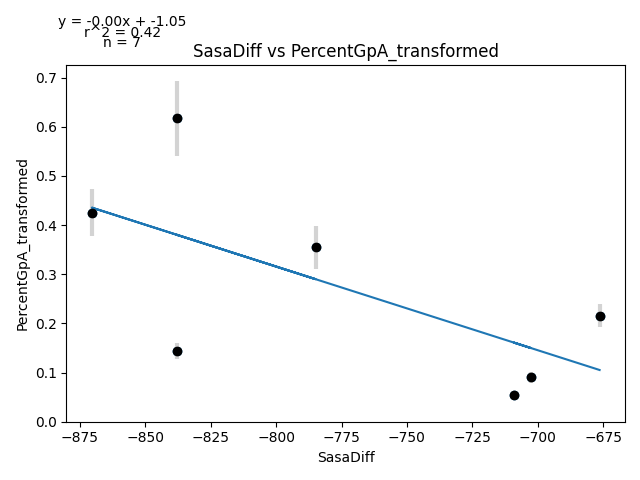 y = -0.00x + -1.05
r^2 = 0.42
n = 7
SasaDiff vs PercentGpA_transformed
0.7
0.6
0.5
0.4
0.3
0.2
0.1
0.0
PercentGpA_transformed
−875
−850
−825
−800
−775
−750
−725
−700
−675
SasaDiff